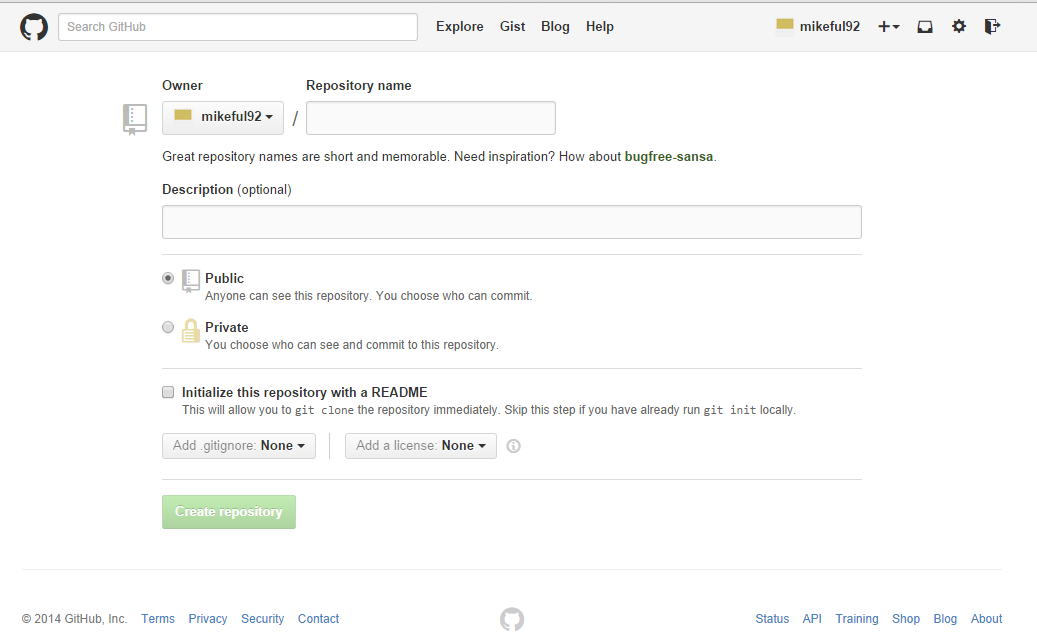 Search GitHub Explore Gist Blog Help mikeful92
Owner Repository name
mikeful92 /
Great repository names are short and memorable. Need inspiration? How about bugfree-sansa.
Description (optional)
Public
Anyone can see this repository. You choose who can commit.
Private
You choose who can see and commit to this repository.
Initialize this repository with a README
This will allow you to git clone the repository immediately. Skip this step if you have already run git init locally.
Add .gitignore: None Add a license: None
Create repository
© 2014 GitHub, Inc. Terms Privacy Security Contact Status API Training Shop Blog About